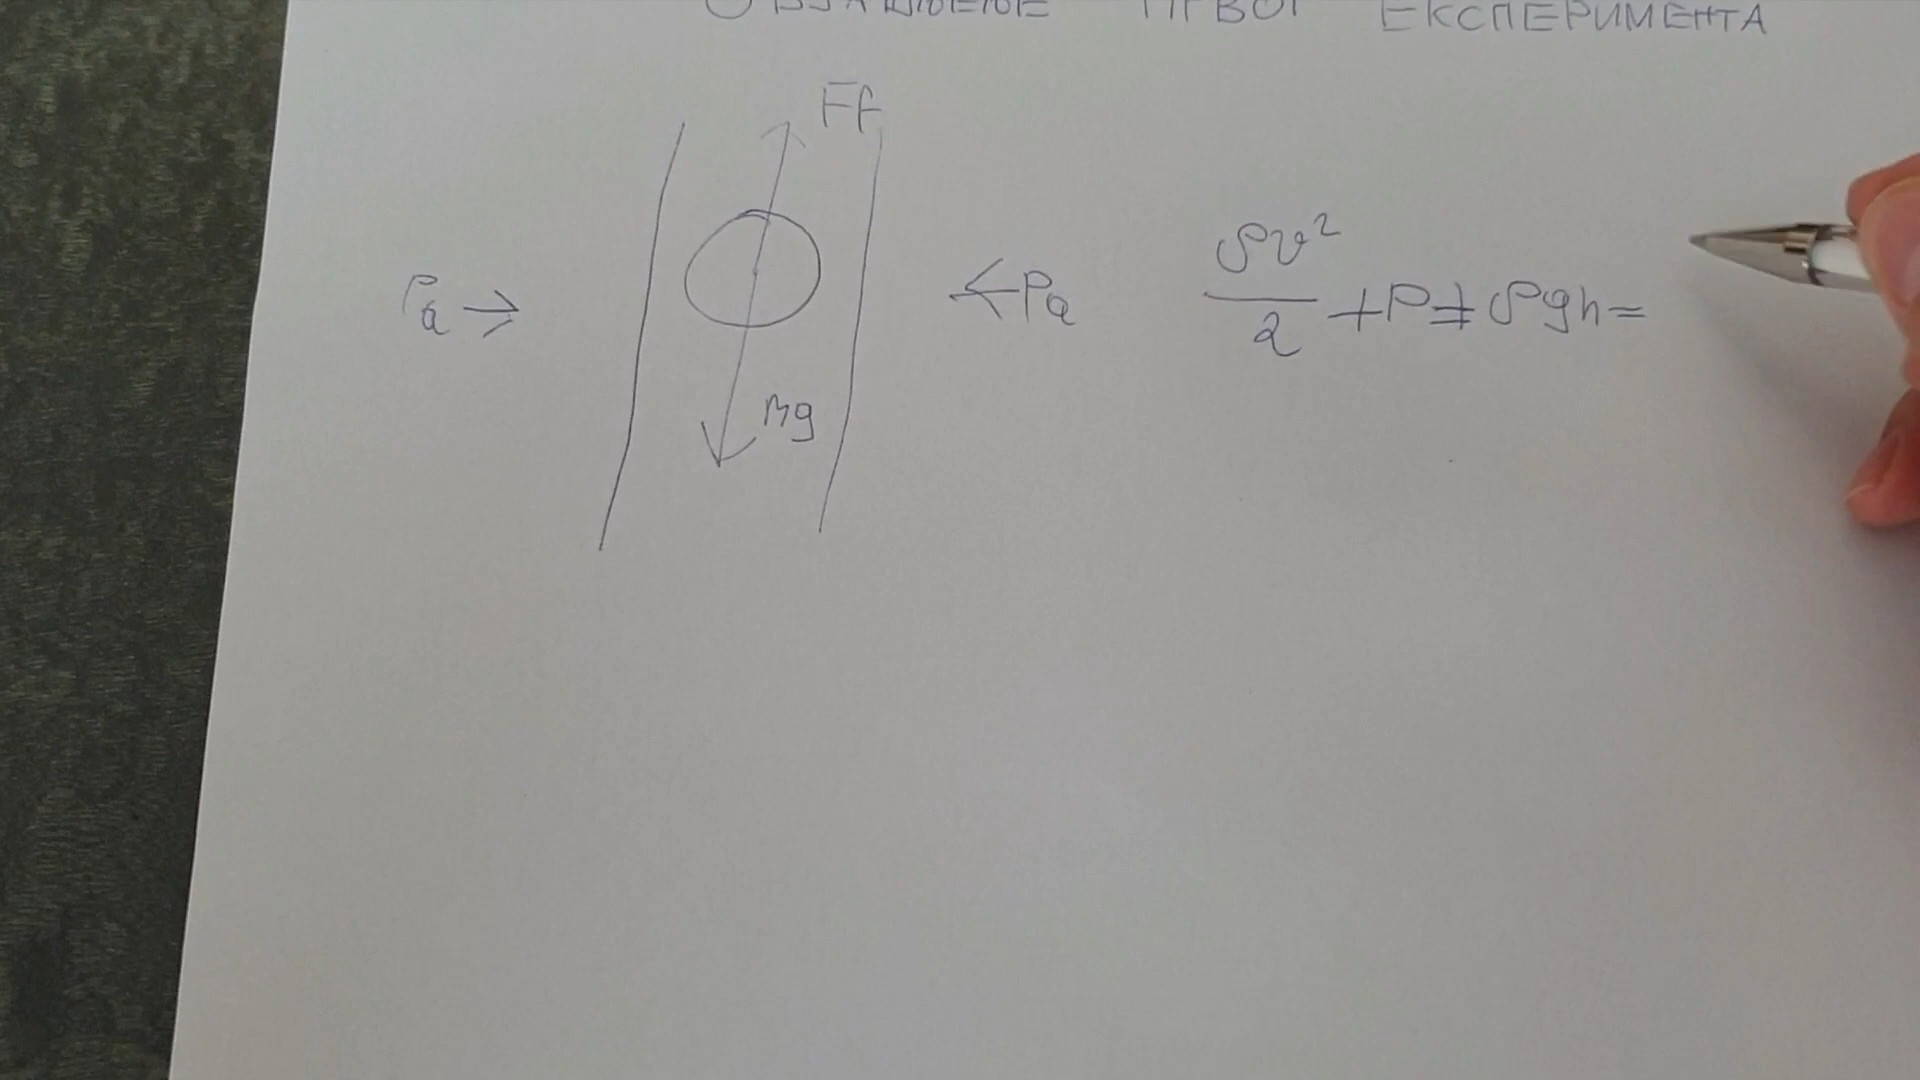 ЕКСПЕРИМЕНТА
Ff
Pa → ← Pa
mg
ρv²/2 + P ± ρgh =